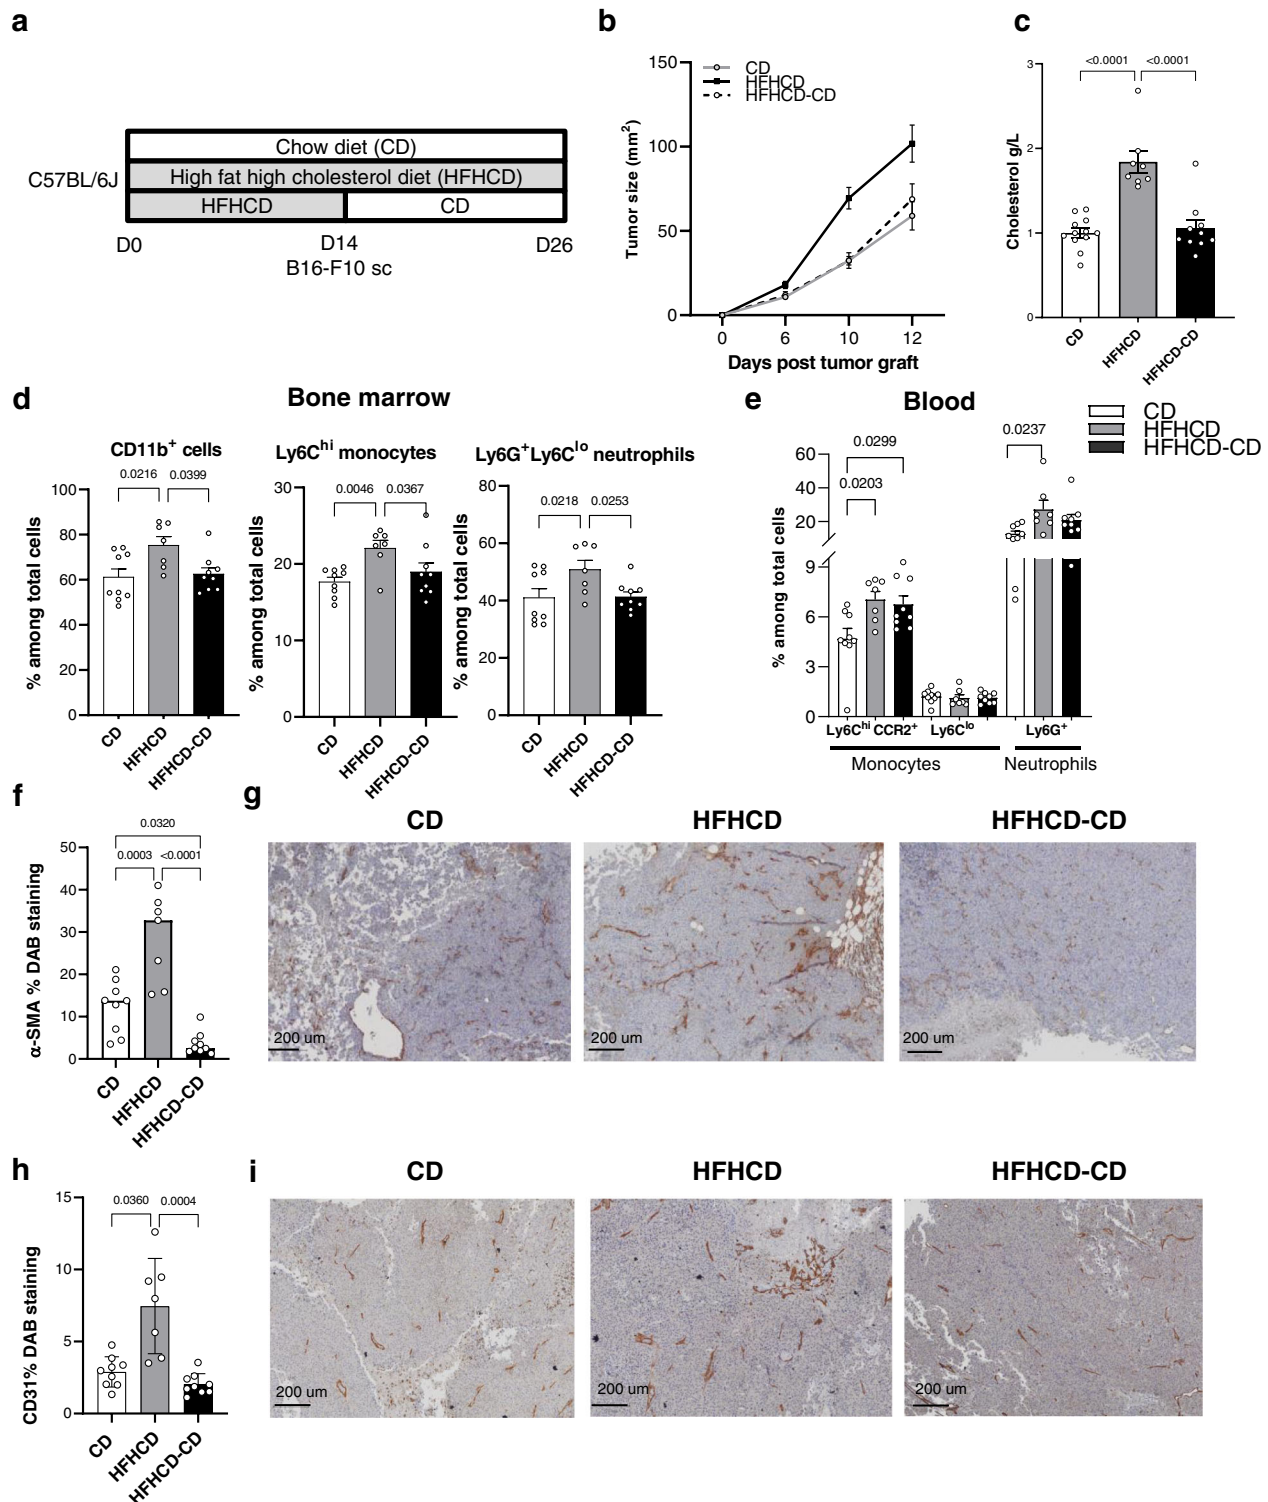 a
Chow diet (CD)
C57BL/6J
High fat high cholesterol diet (HFHCD)
HFHCD
CD
D0
D14
D26
B16-F10 sc
b
CD
HFHCD
HFHCD-CD
150
100
50
0
Tumor size (mm²)
0
6
10
12
Days post tumor graft
c
<0.0001
<0.0001
3
2
1
0
Cholesterol g/L
CD
HFHCD
HFHCD-CD
d
Bone marrow
CD11b⁺ cells
0.0216
0.0399
100
80
60
40
20
0
% among total cells
CD
HFHCD
HFHCD-CD
Ly6Cʰⁱ monocytes
0.0046
0.0367
30
20
10
0
% among total cells
CD
HFHCD
HFHCD-CD
Ly6G⁺Ly6Cˡᵒ neutrophils
0.0218
0.0253
80
60
40
20
0
% among total cells
CD
HFHCD
HFHCD-CD
e
Blood
CD
HFHCD
HFHCD-CD
0.0299
0.0203
0.0237
60
40
20
9
6
3
0
% among total cells
Ly6Cʰⁱ CCR2⁺
Ly6Cˡᵒ
Ly6G⁺
Monocytes
Neutrophils
f
0.0320
0.0003
<0.0001
50
40
30
20
10
0
α-SMA % DAB staining
CD
HFHCD
HFHCD-CD
g
CD
HFHCD
HFHCD-CD
200 um
200 um
200 um
h
0.0360
0.0004
15
10
5
0
CD31% DAB staining
CD
HFHCD
HFHCD-CD
i
CD
HFHCD
HFHCD-CD
200 um
200 um
200 um